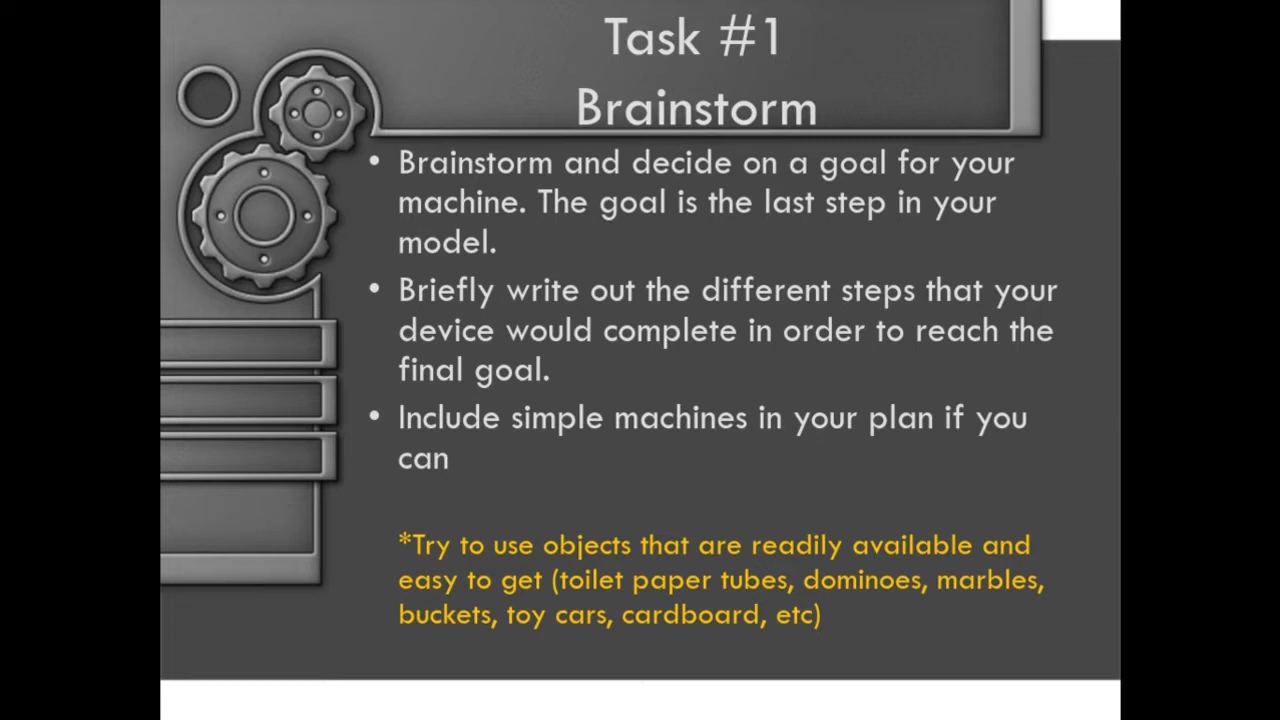 Task #1
Brainstorm
• Brainstorm and decide on a goal for your
machine. The goal is the last step in your
model.
• Briefly write out the different steps that your
device would complete in order to reach the
final goal.
• Include simple machines in your plan if you
can
*Try to use objects that are readily available and
easy to get (toilet paper tubes, dominoes, marbles,
buckets, toy cars, cardboard, etc)